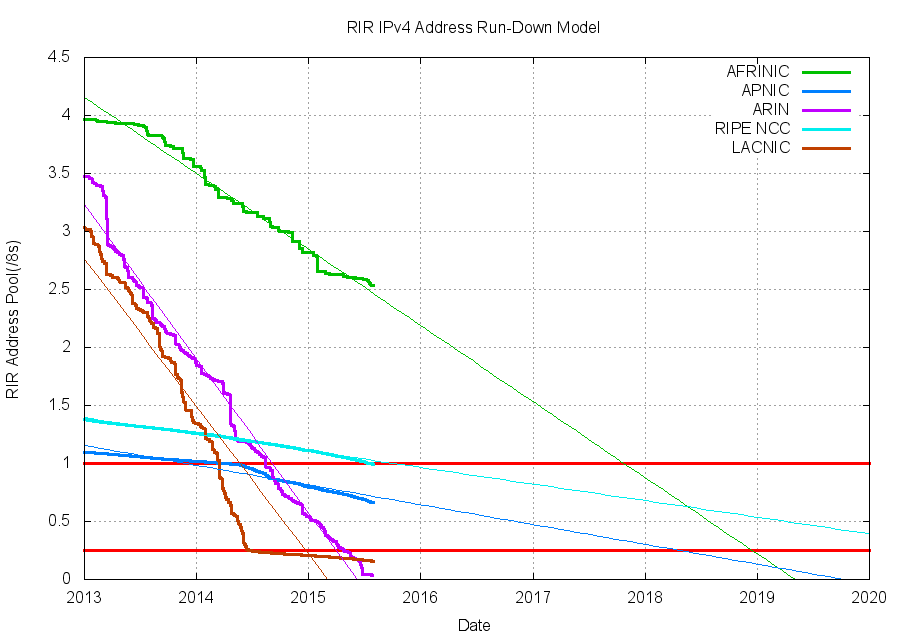 RIR IPv4 Address Run-Down Model
AFRINIC
APNIC
ARIN
RIPE NCC
LACNIC
RIR Address Pool(/8s)
4.5
4
3.5
3
2.5
2
1.5
1
0.5
0
2013 2014 2015 2016 2017 2018 2019 2020
Date